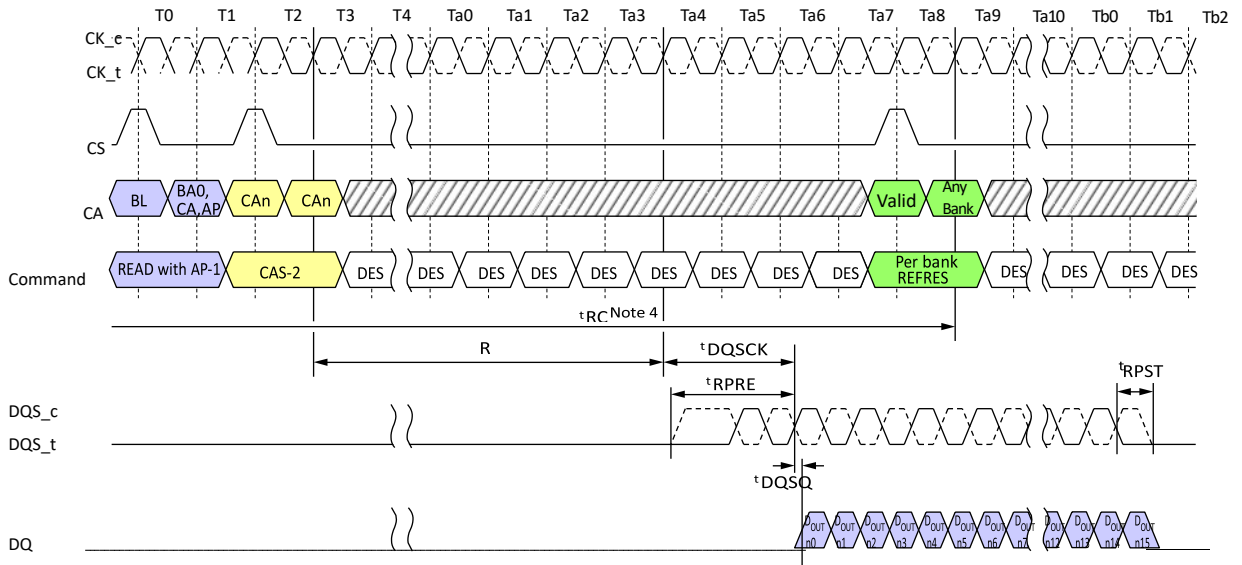 T0 T1 T2 T3 T4 Ta0 Ta1 Ta2 Ta3 Ta4 Ta5 Ta6 Ta7 Ta8 Ta9 Ta10 Tb0 Tb1 Tb2
CK_c
CK_t
CS
CA
BL
BA0,
CA,AP
CAn
CAn
Valid
Any
Bank
Command
READ with AP-1
CAS-2
DES
DES
DES
DES
DES
DES
DES
DES
DES
Per bank
REFRES
DES
DES
DES
DES
tRC Note 4
R
tDQSCK
tRPRE
tRPST
DQS_c
DQS_t
tDQSQ
DQ
DOUT
n0
DOUT
n1
DOUT
n2
DOUT
n3
DOUT
n4
DOUT
n5
DOUT
n6
DOUT
n7
DOUT
n12
DOUT
n13
DOUT
n14
DOUT
n15